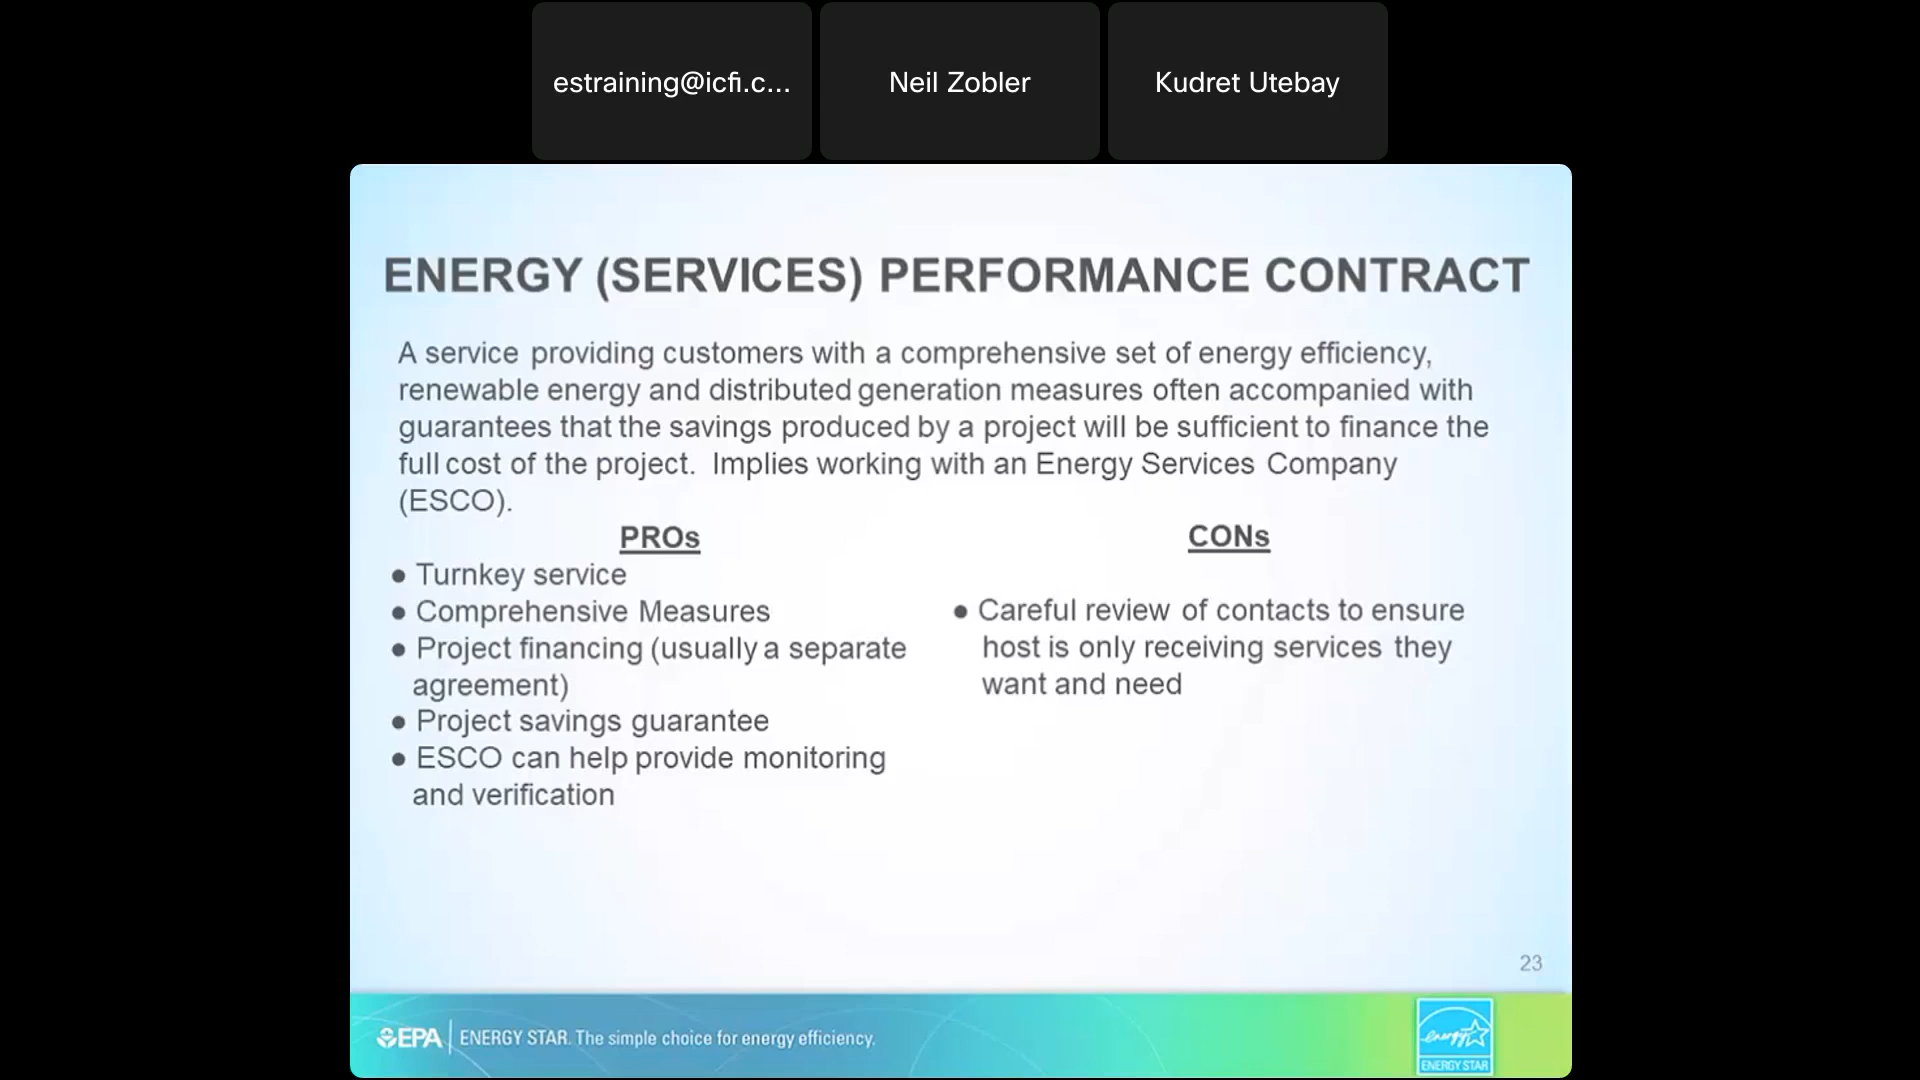 estraining@icfi.c...
Neil Zobler
Kudret Utebay
ENERGY (SERVICES) PERFORMANCE CONTRACT
A service providing customers with a comprehensive set of energy efficiency,
renewable energy and distributed generation measures often accompanied with
guarantees that the savings produced by a project will be sufficient to finance the
full cost of the project. Implies working with an Energy Services Company
(ESCO).
PROs
● Turnkey service
● Comprehensive Measures
● Project financing (usually a separate
agreement)
● Project savings guarantee
● ESCO can help provide monitoring
and verification
CONs
● Careful review of contacts to ensure
host is only receiving services they
want and need
23
EPA ENERGY STAR. The simple choice for energy efficiency.
energy
ENERGY STAR